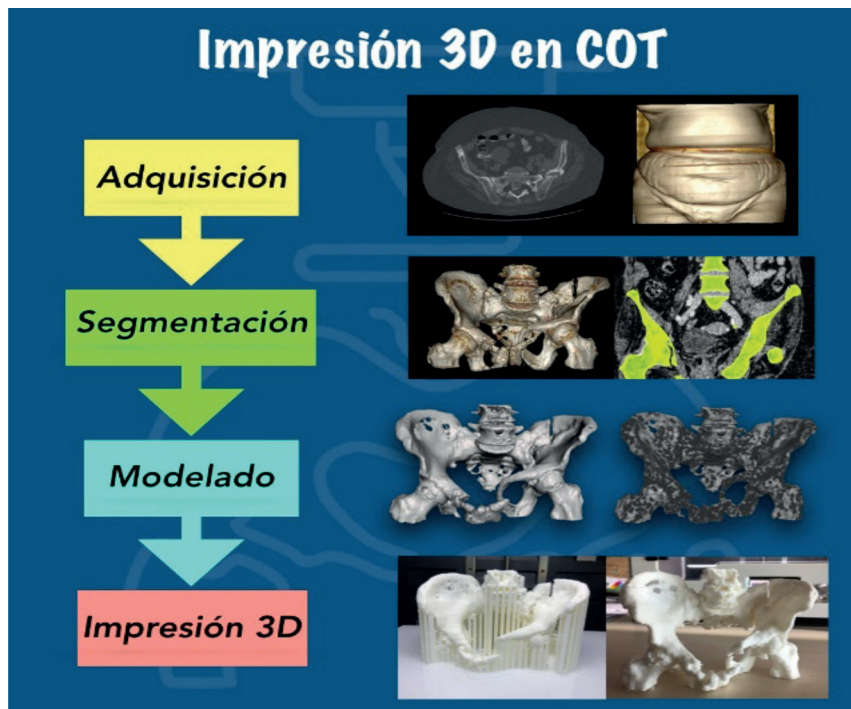 Impresión 3D en COT
Adquisición
Segmentación
Modelado
Impresión 3D